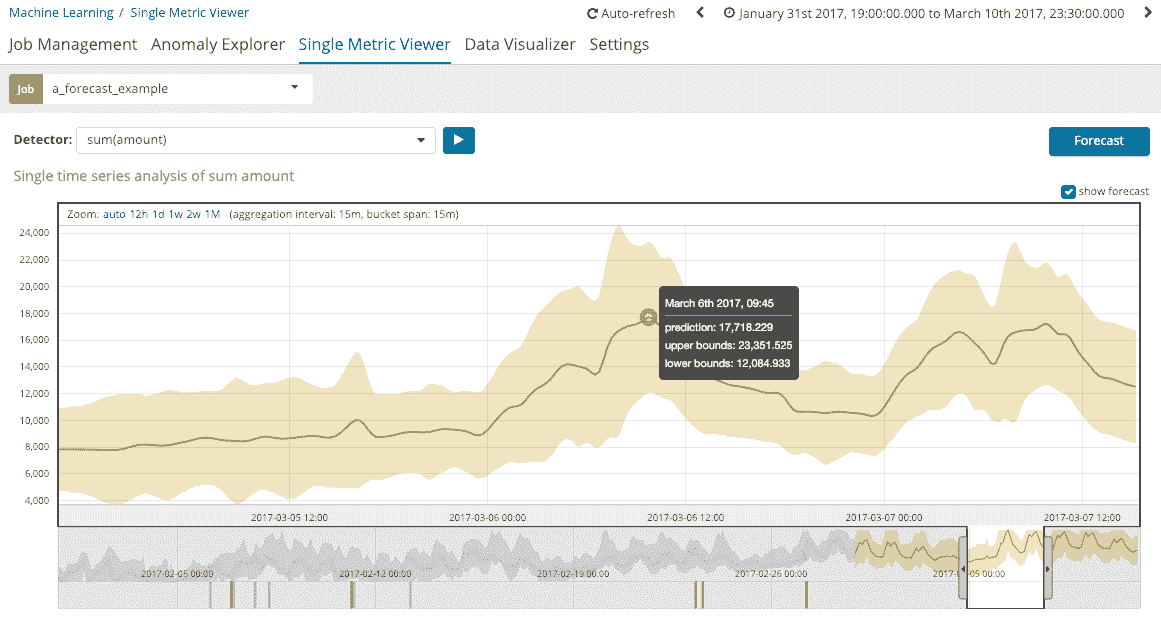 Machine Learning / Single Metric Viewer
Auto-refresh January 31st 2017, 19:00:00.000 to March 10th 2017, 23:30:00.000
Job Management Anomaly Explorer Single Metric Viewer Data Visualizer Settings
Job a_forecast_example
Detector: sum(amount)
Forecast
Single time series analysis of sum amount
show forecast
Zoom: auto 12h 1d 1w 2w 1M (aggregation interval: 15m, bucket span: 15m)
24,000
22,000
20,000
18,000
16,000
14,000
12,000
10,000
8,000
6,000
4,000
March 6th 2017, 09:45
prediction: 17,718.229
upper bounds: 23,351.525
lower bounds: 12,084.933
2017-03-05 12:00 2017-03-06 00:00 2017-03-06 12:00 2017-03-07 00:00 2017-03-07 12:00
2017-02-05 00:00 2017-02-12 00:00 2017-02-19 00:00 2017-02-26 00:00 2017-0 -05 00:00